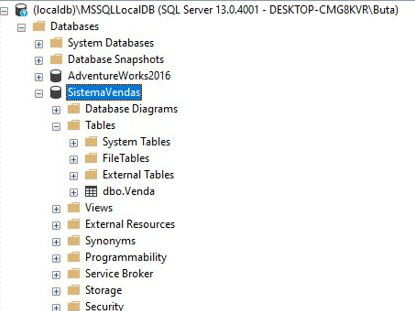 (localdb)\MSSQLLocalDB (SQL Server 13.0.4001 - DESKTOP-CMG8KVR\Buta)
Databases
System Databases
Database Snapshots
AdventureWorks2016
SistemaVendas
Database Diagrams
Tables
System Tables
FileTables
External Tables
dbo.Venda
Views
External Resources
Synonyms
Programmability
Service Broker
Storage
Security